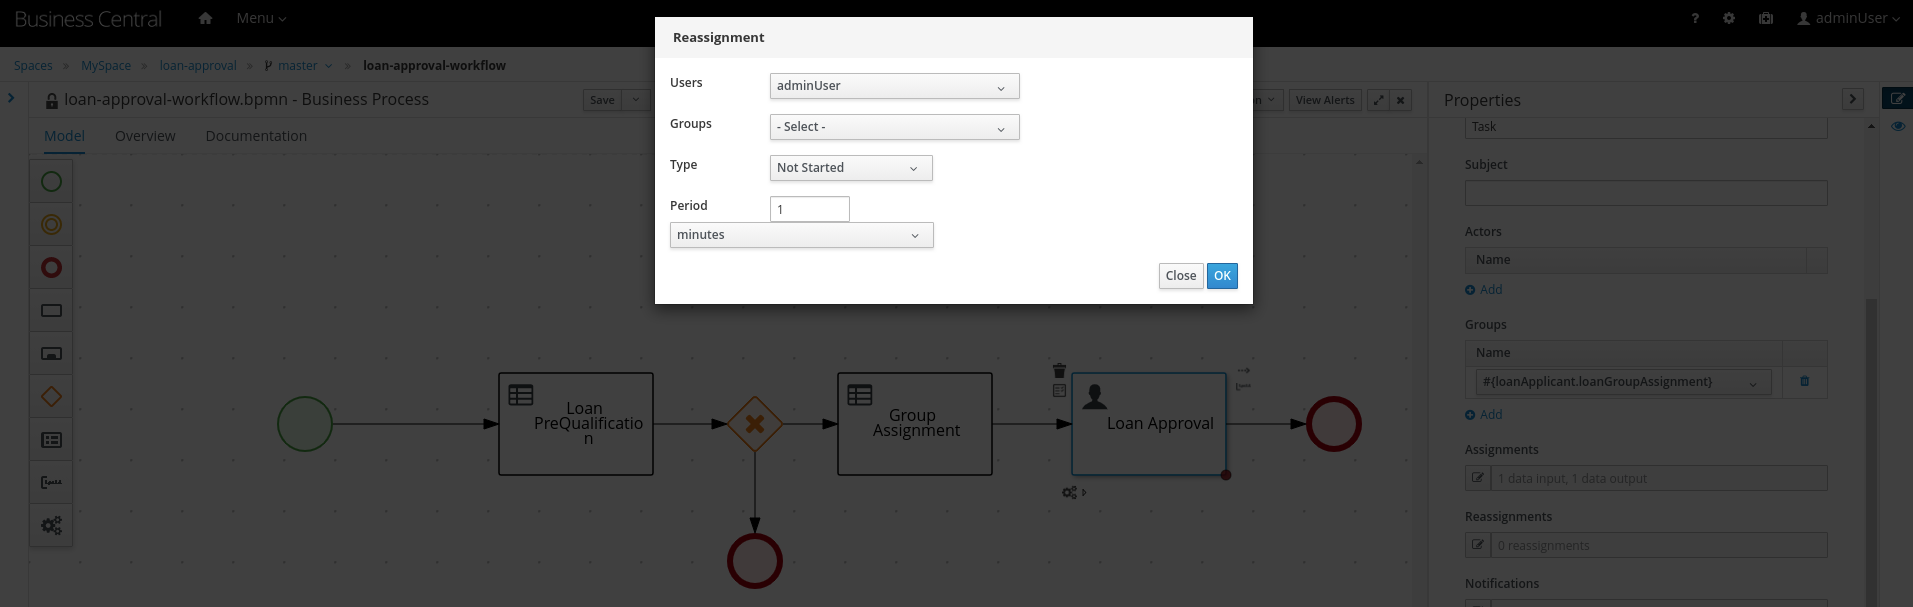 Business Central
Menu
?
adminUser
Reassignment
Users
adminUser
Groups
- Select -
Type
Not Started
Period
1
minutes
Close
OK
Spaces » MySpace » loan-approval » master » loan-approval-workflow
loan-approval-workflow.bpmn - Business Process
Save
View Alerts
Model
Overview
Documentation
Loan
PreQualificatio
n
Group
Assignment
Loan Approval
Properties
Task
Subject
Actors
Name
Add
Groups
Name
#{loanApplicant.loanGroupAssignment}
Add
Assignments
1 data input, 1 data output
Reassignments
0 reassignments
Notifications